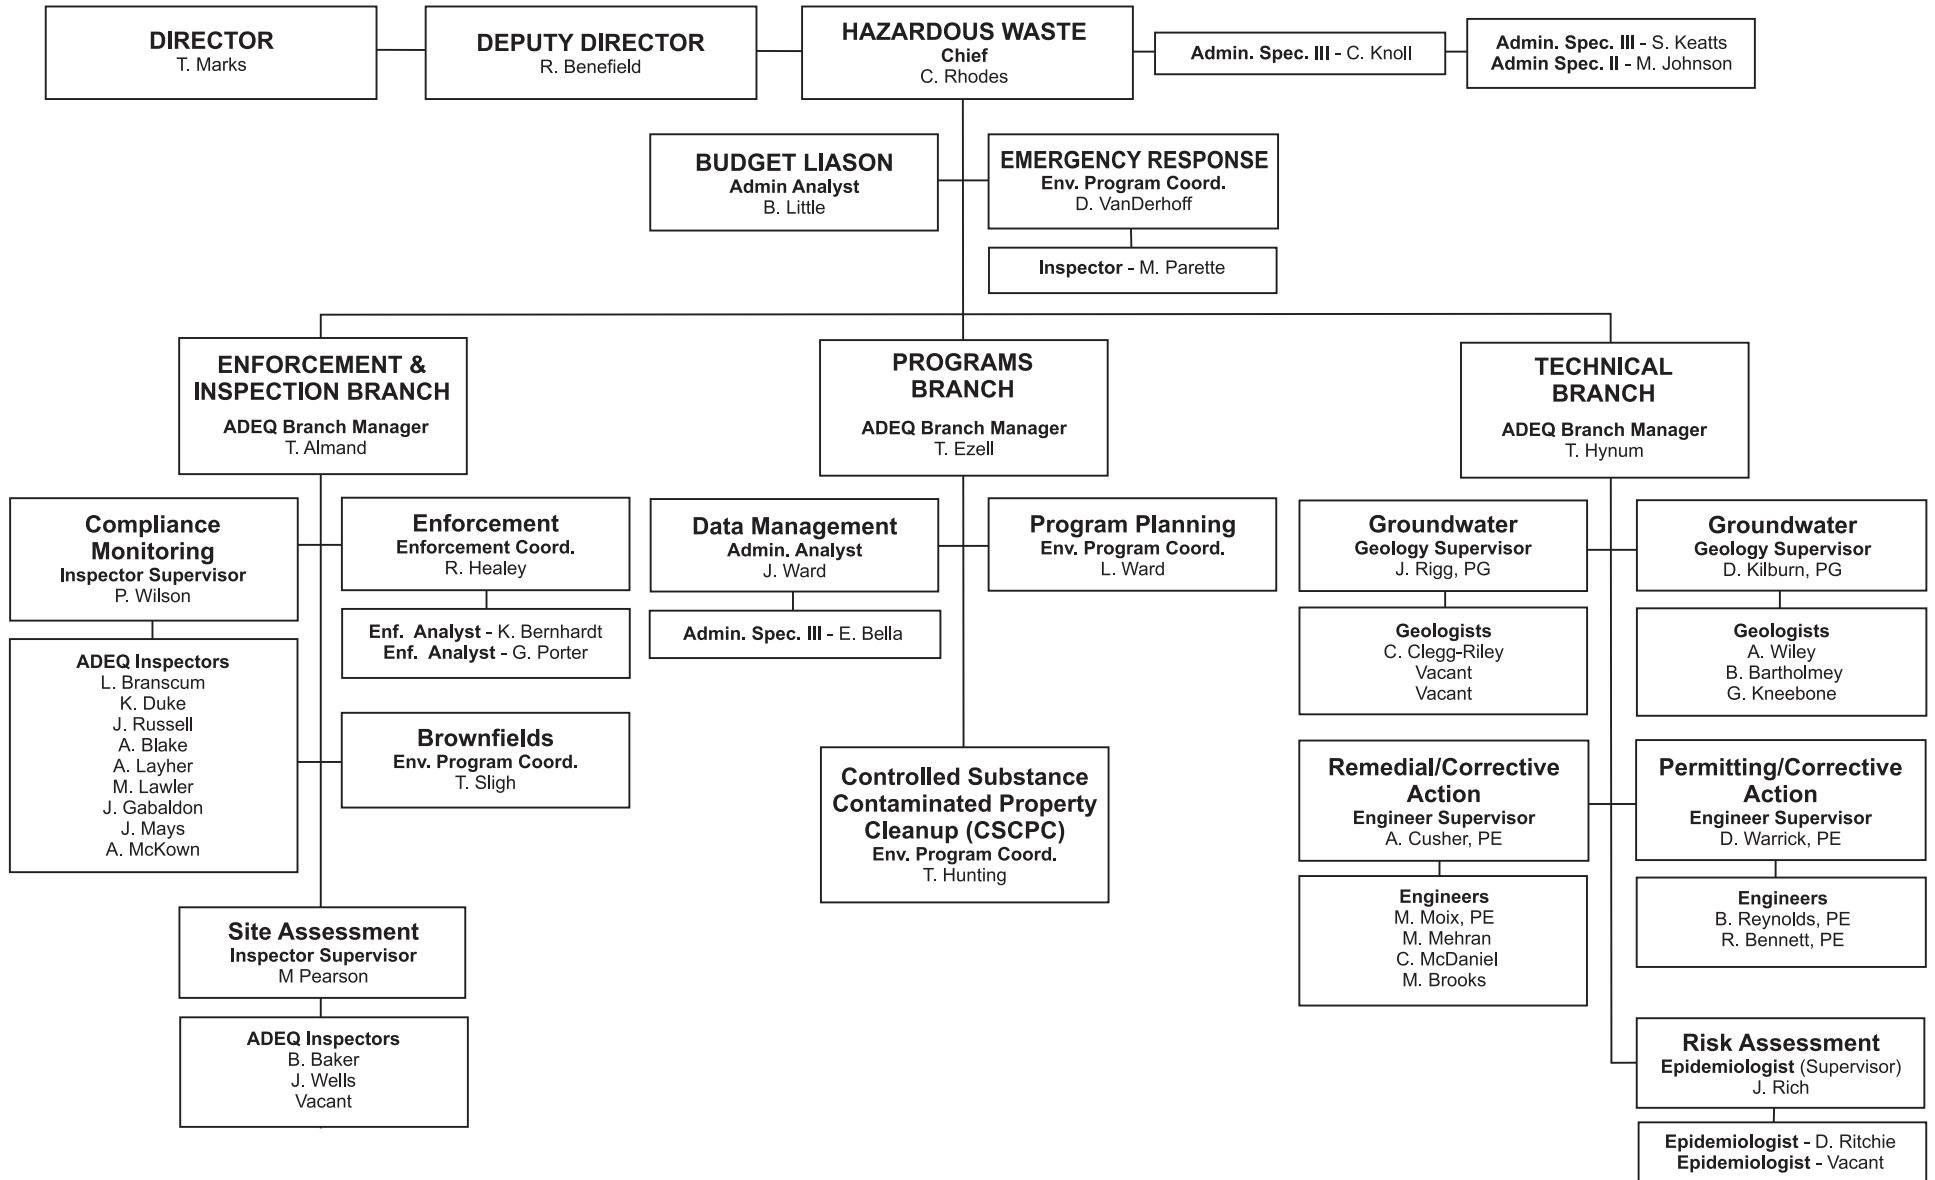 DIRECTOR
T. Marks
DEPUTY DIRECTOR
R. Benefield
HAZARDOUS WASTE
Chief
C. Rhodes
Admin. Spec. III - C. Knoll
Admin. Spec. III - S. Keatts
Admin Spec. II - M. Johnson
BUDGET LIASON
Admin Analyst
B. Little
EMERGENCY RESPONSE
Env. Program Coord.
D. VanDerhoff
Inspector - M. Parette
ENFORCEMENT &
INSPECTION BRANCH
ADEQ Branch Manager
T. Almand
PROGRAMS
BRANCH
ADEQ Branch Manager
T. Ezell
TECHNICAL
BRANCH
ADEQ Branch Manager
T. Hynum
Compliance
Monitoring
Inspector Supervisor
P. Wilson
Enforcement
Enforcement Coord.
R. Healey
Enf. Analyst - K. Bernhardt
Enf. Analyst - G. Porter
ADEQ Inspectors
L. Branscum
K. Duke
J. Russell
A. Blake
A. Layher
M. Lawler
J. Gabaldon
J. Mays
A. McKown
Brownfields
Env. Program Coord.
T. Sligh
Site Assessment
Inspector Supervisor
M Pearson
ADEQ Inspectors
B. Baker
J. Wells
Vacant
Data Management
Admin. Analyst
J. Ward
Admin. Spec. III - E. Bella
Program Planning
Env. Program Coord.
L. Ward
Controlled Substance
Contaminated Property
Cleanup (CSCPC)
Env. Program Coord.
T. Hunting
Groundwater
Geology Supervisor
J. Rigg, PG
Geologists
C. Clegg-Riley
Vacant
Vacant
Groundwater
Geology Supervisor
D. Kilburn, PG
Geologists
A. Wiley
B. Bartholmey
G. Kneebone
Remedial/Corrective
Action
Engineer Supervisor
A. Cusher, PE
Engineers
M. Moix, PE
M. Mehran
C. McDaniel
M. Brooks
Permitting/Corrective
Action
Engineer Supervisor
D. Warrick, PE
Engineers
B. Reynolds, PE
R. Bennett, PE
Risk Assessment
Epidemiologist (Supervisor)
J. Rich
Epidemiologist - D. Ritchie
Epidemiologist - Vacant